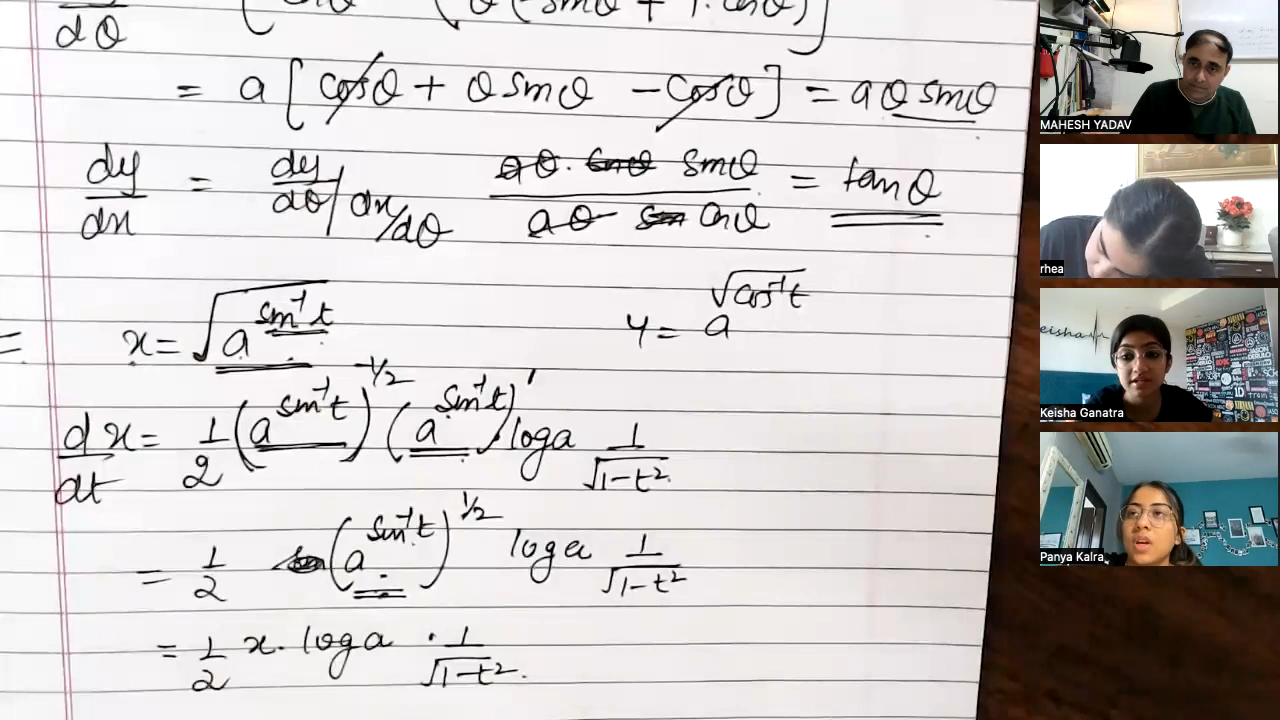 dθ
= a [ cosθ + θ sinθ − cosθ ] = aθ sinθ
dy/dx = dy/dθ / dx/dθ aθ. sinθ sinθ / aθ sin cosθ = tanθ
= x = √(a^(sin⁻¹t)) y = a^(√(cos⁻¹t))
d/dt x = 1/2 (a^(sin⁻¹t))^(-1/2) (a^(sin⁻¹t))' . log a 1/√(1−t²)
= 1/2 (a^(sin⁻¹t))^(1/2) log a 1/√(1−t²)
= 1/2 x. log a . 1/√(1−t²).
MAHESH YADAV
rhea
Keisha Ganatra
Panya Kalra